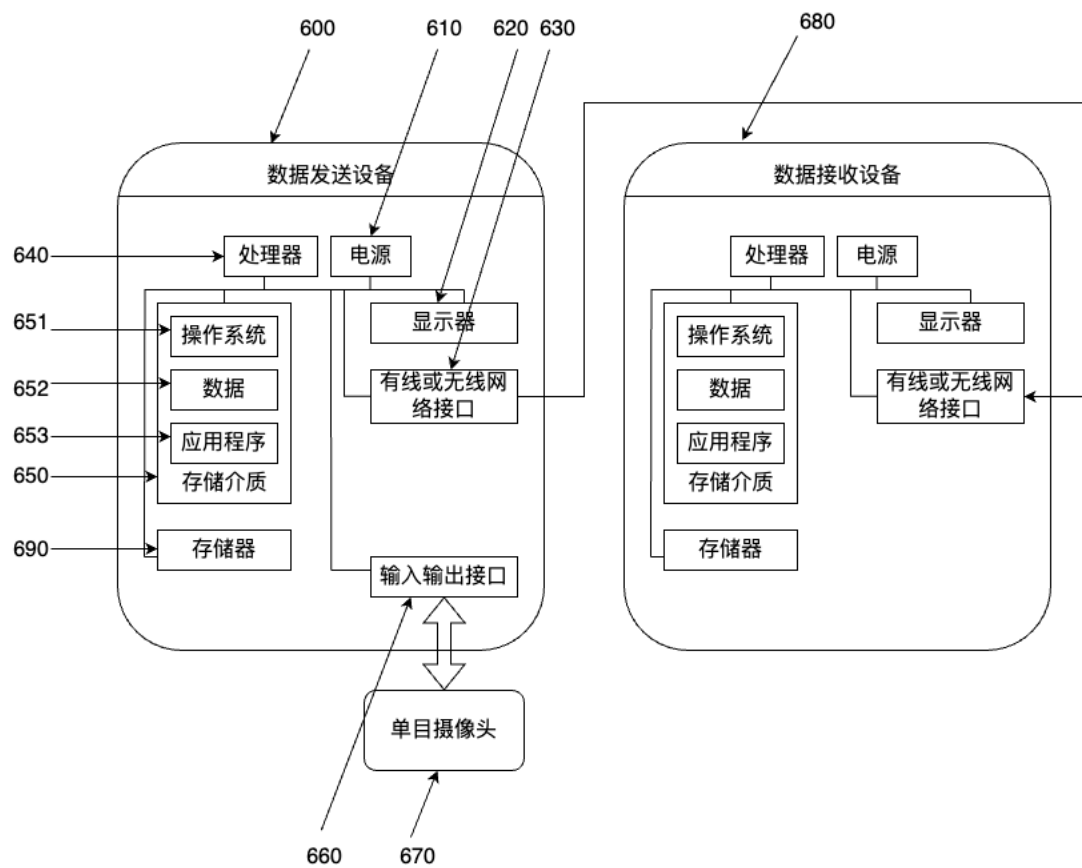 600
610
620
630
680
数据发送设备
数据接收设备
640
处理器
电源
处理器
电源
651
操作系统
显示器
操作系统
显示器
652
数据
有线或无线网
络接口
数据
有线或无线网
络接口
653
应用程序
应用程序
650
存储介质
存储介质
690
存储器
存储器
输入输出接口
单目摄像头
660
670